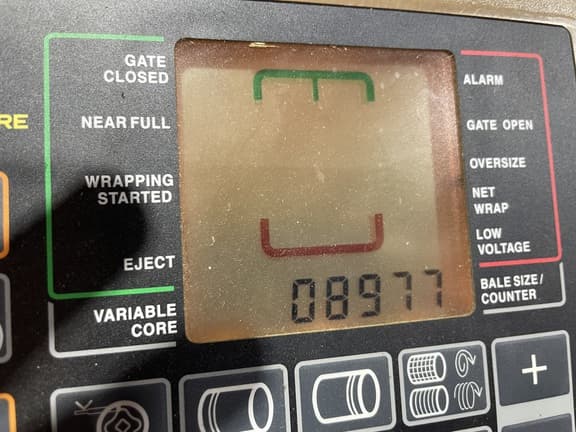 GATE
CLOSED
NEAR FULL
WRAPPING
STARTED
EJECT
VARIABLE
CORE
RE
08977
ALARM
GATE OPEN
OVERSIZE
NET
WRAP
LOW
VOLTAGE
BALE SIZE/
COUNTER
+
K